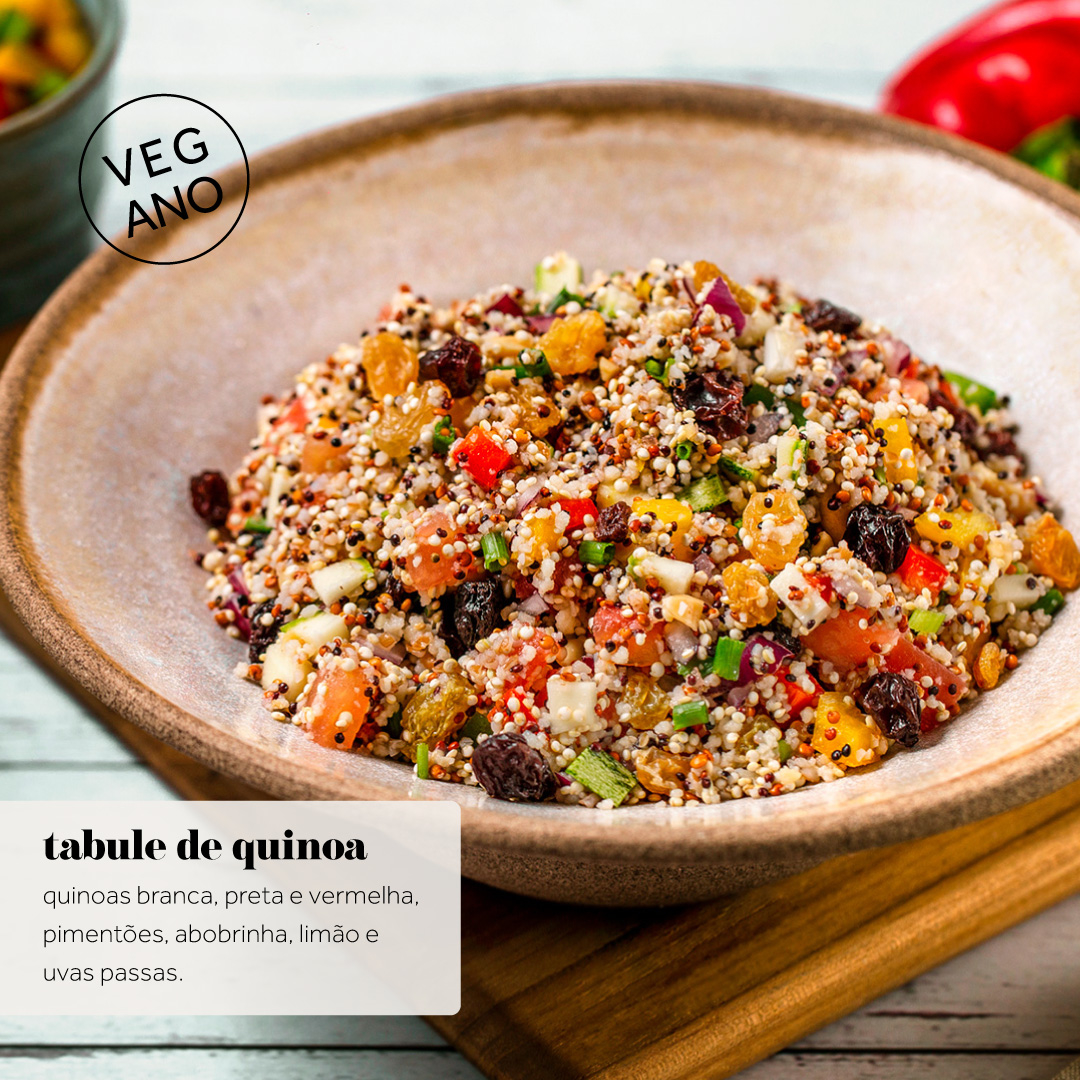 VEG
ANO
tabule de quinoa
quinoas branca, preta e vermelha,
pimentões, abobrinha, limão e
uvas passas.